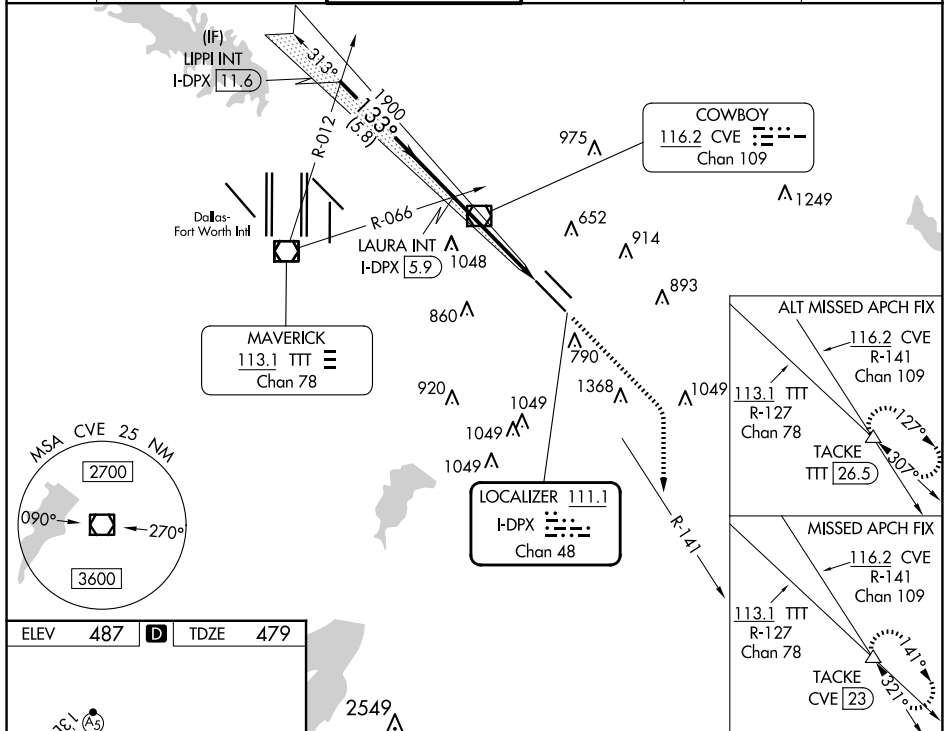 (IF)
LIPPI INT
I-DPX 11.6
313°
1900
133°
(5.8)
R-012
COWBOY
116.2 CVE
Chan 109
975
1249
Dallas-
Fort Worth Intl
R-066
LAURA INT
I-DPX 5.9
1048
652
914
893
860
MAVERICK
113.1 TTT
Chan 78
790
920
1368
1049
1049
1049
1049
LOCALIZER 111.1
I-DPX
Chan 48
R-141
MSA CVE 25 NM
2700
090°
270°
3600
ALT MISSED APCH FIX
116.2 CVE
R-141
Chan 109
113.1 TTT
R-127
Chan 78
127°
307°
TACKE
TTT 26.5
MISSED APCH FIX
116.2 CVE
R-141
Chan 109
113.1 TTT
R-127
Chan 78
141°
321°
TACKE
CVE 23
ELEV 487 D TDZE 479
13L
A5
2549